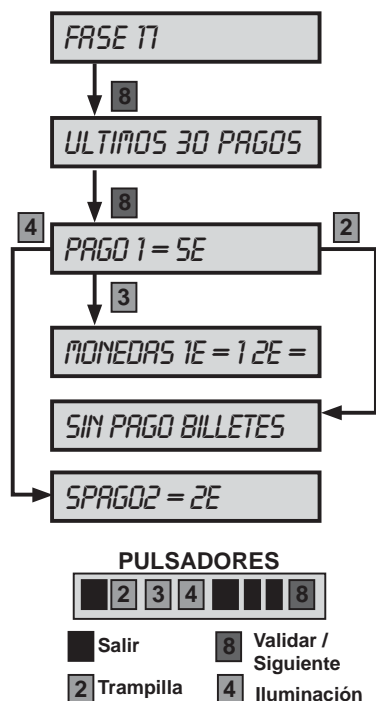 FASE 17
8
ULTIMOS 30 PAGOS
8
4
2
PAGO 1 = 5E
3
MONEDAS 1E = 1 2E =
SIN PAGO BILLETES
SPAGO2 = 2E
PULSADORES
2 3 4 8
Salir
8 Validar /
Siguiente
2 Trampilla
4 Iluminación